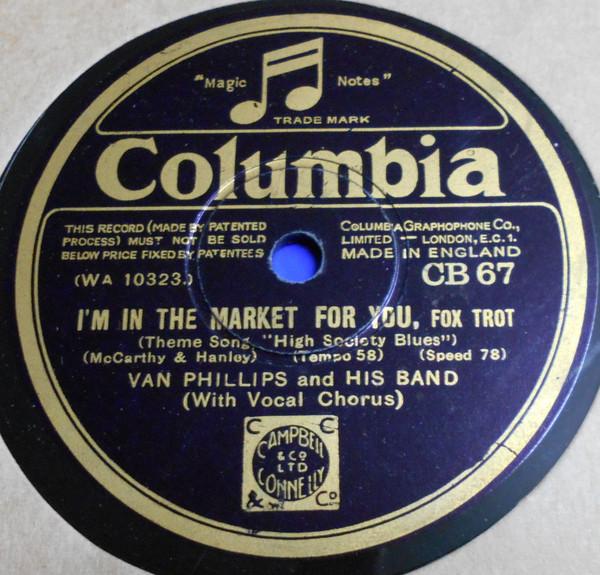 "Magic Notes"
TRADE MARK
Columbia
THIS RECORD (MADE BY PATENTED
PROCESS) MUST NOT BE SOLD
BELOW PRICE FIXED BY PATENTEES
COLUMBIA GRAPHOPHONE CO.,
LIMITED — LONDON, E.C.1.
MADE IN ENGLAND
(WA 10323.)
CB 67
I'M IN THE MARKET FOR YOU, FOX TROT
(Theme Song, "High Society Blues")
(McCarthy & Hanley) (Tempo 58) (Speed 78)
VAN PHILLIPS and HIS BAND
(With Vocal Chorus)
C C
CAMPBELL
& CO
LTD
CONNELLY
& Co